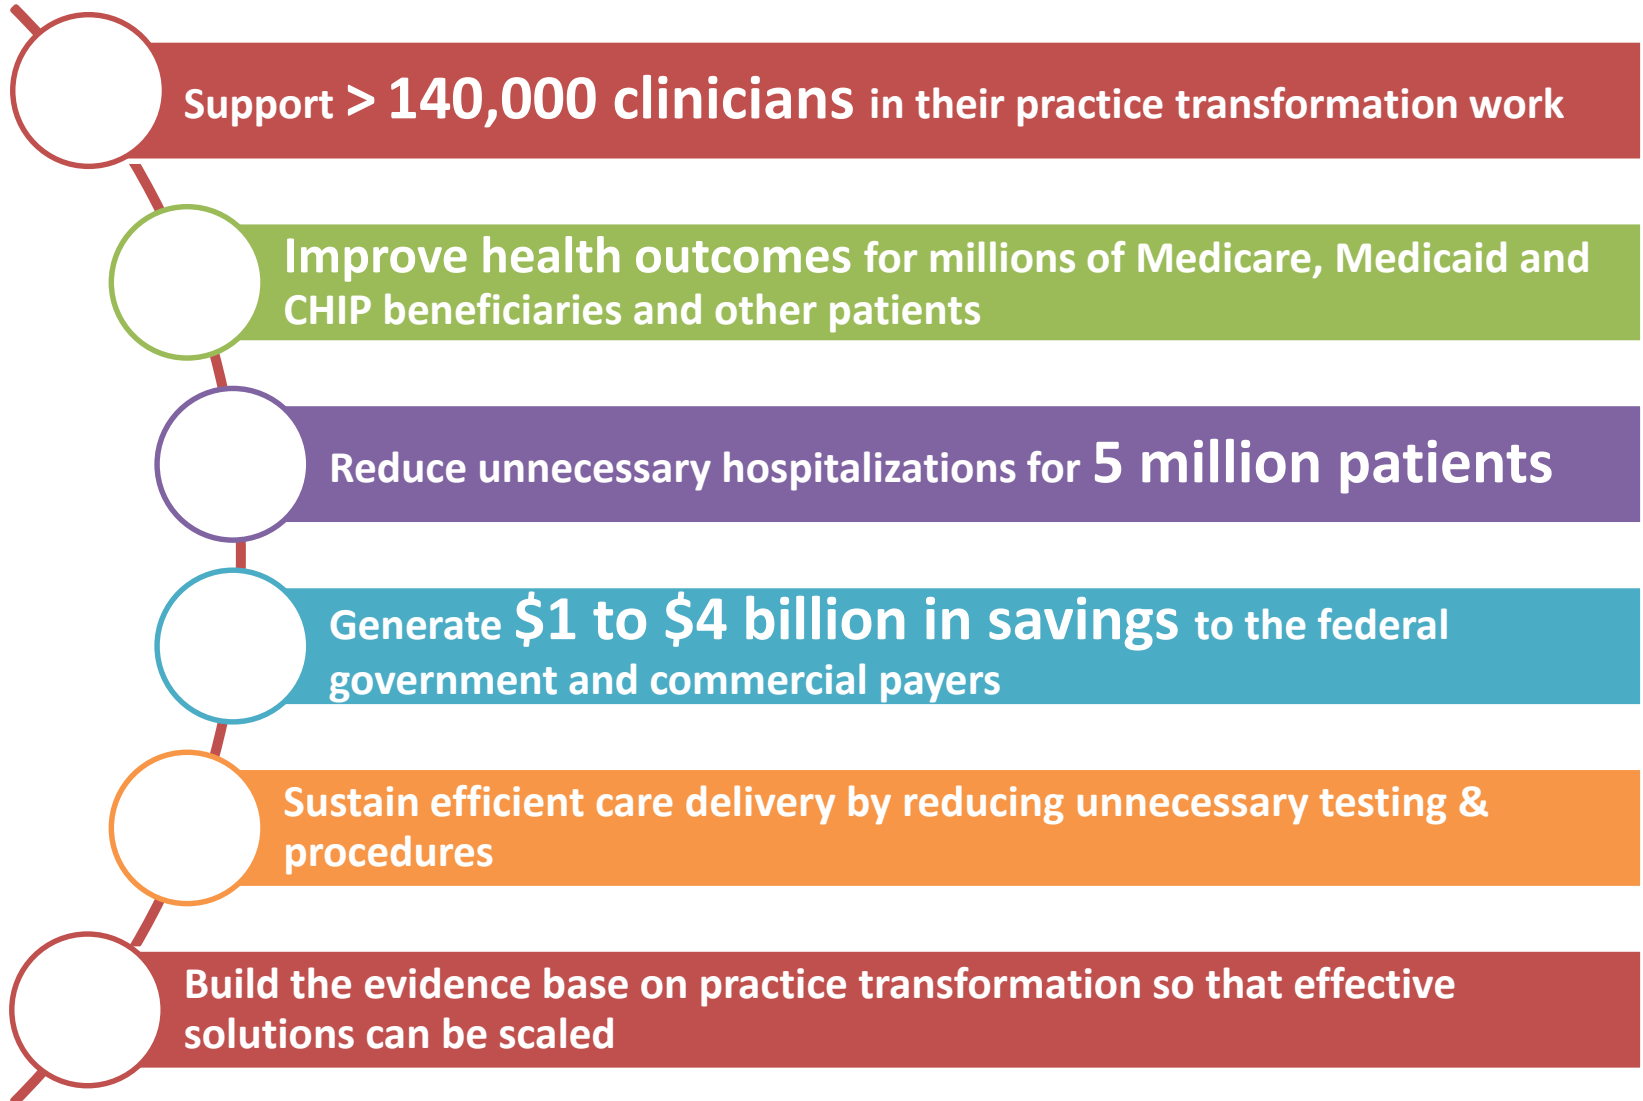 Support > 140,000 clinicians in their practice transformation work
Improve health outcomes for millions of Medicare, Medicaid and
CHIP beneficiaries and other patients
Reduce unnecessary hospitalizations for 5 million patients
Generate $1 to $4 billion in savings to the federal
government and commercial payers
Sustain efficient care delivery by reducing unnecessary testing &
procedures
Build the evidence base on practice transformation so that effective
solutions can be scaled